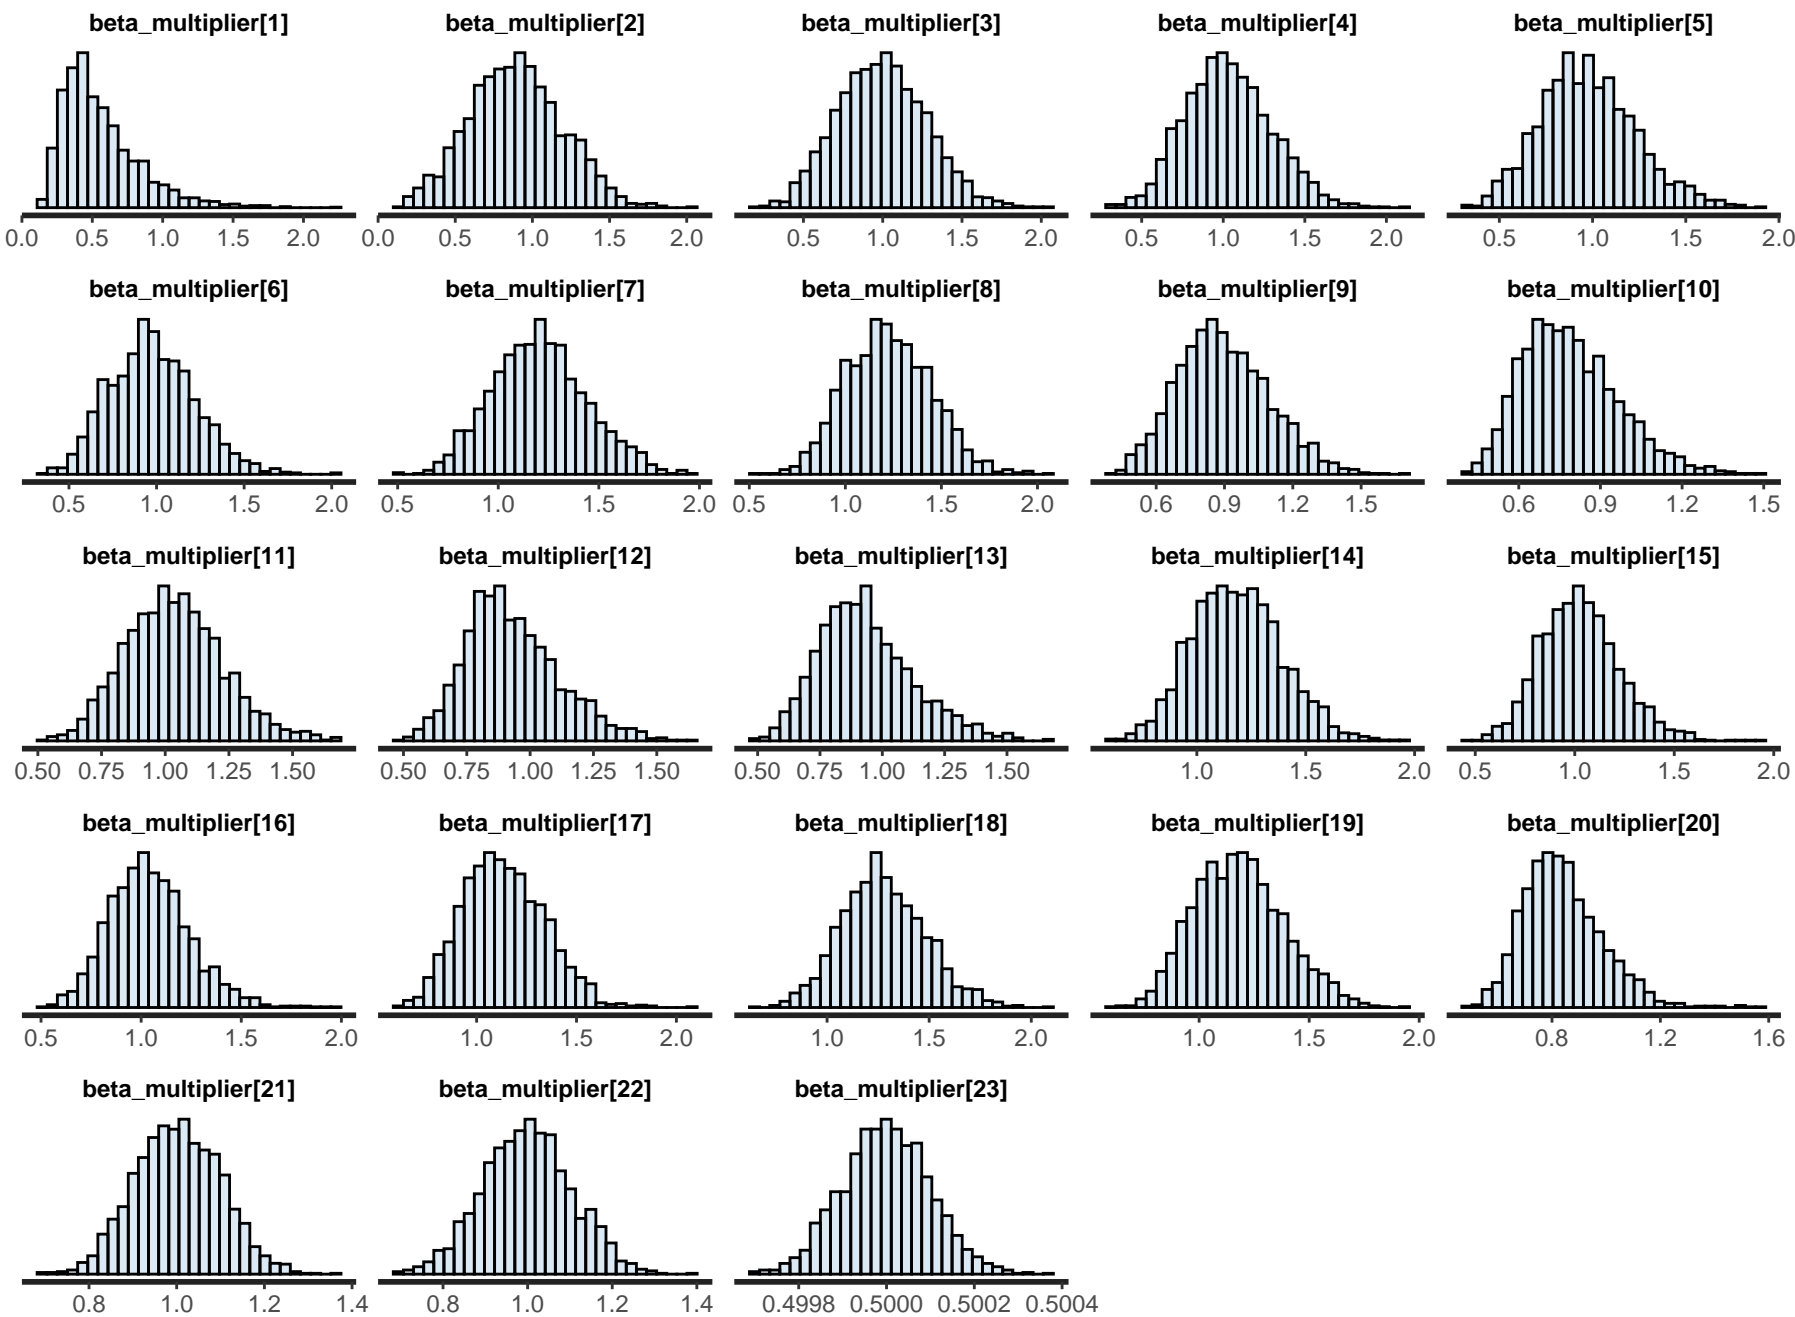 beta_multiplier[1] beta_multiplier[2] beta_multiplier[3] beta_multiplier[4] beta_multiplier[5]
0.0 0.5 1.0 1.5 2.0 0.0 0.5 1.0 1.5 2.0 0.5 1.0 1.5 2.0 0.5 1.0 1.5 2.0 0.5 1.0 1.5 2.0
beta_multiplier[6] beta_multiplier[7] beta_multiplier[8] beta_multiplier[9] beta_multiplier[10]
0.5 1.0 1.5 2.0 0.5 1.0 1.5 2.0 0.5 1.0 1.5 2.0 0.6 0.9 1.2 1.5 0.6 0.9 1.2 1.5
beta_multiplier[11] beta_multiplier[12] beta_multiplier[13] beta_multiplier[14] beta_multiplier[15]
0.50 0.75 1.00 1.25 1.50 0.50 0.75 1.00 1.25 1.50 0.50 0.75 1.00 1.25 1.50 1.0 1.5 2.0 0.5 1.0 1.5 2.0
beta_multiplier[16] beta_multiplier[17] beta_multiplier[18] beta_multiplier[19] beta_multiplier[20]
0.5 1.0 1.5 2.0 1.0 1.5 2.0 1.0 1.5 2.0 1.0 1.5 2.0 0.8 1.2 1.6
beta_multiplier[21] beta_multiplier[22] beta_multiplier[23]
0.8 1.0 1.2 1.4 0.8 1.0 1.2 1.4 0.4998 0.5000 0.5002 0.5004